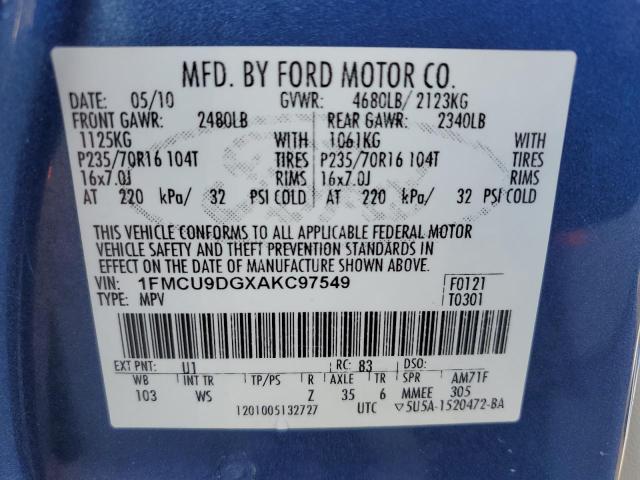 MFD. BY FORD MOTOR CO.
DATE: 05/10 GVWR: 4680LB/ 2123KG
FRONT GAWR: 2480LB REAR GAWR: 2340LB
1125KG WITH 1061KG WITH
P235/70R16 104T TIRES P235/70R16 104T TIRES
16x7.0J RIMS 16x7.0J RIMS
AT 220 kPa/ 32 PSI COLD AT 220 kPa/ 32 PSI COLD
THIS VEHICLE CONFORMS TO ALL APPLICABLE FEDERAL MOTOR
VEHICLE SAFETY AND THEFT PREVENTION STANDARDS IN
EFFECT ON THE DATE OF MANUFACTURE SHOWN ABOVE.
VIN: 1FMCU9DGXAKC97549 F0121
TYPE: MPV T0301
EXT PNT: U1 RC: 83 DSO:
WB INT TR TP/PS R AXLE TR SPR AM71F
103 WS Z 35 6 MMEE 305
1201005132727 UTC ▽5U5A-1520472-BA